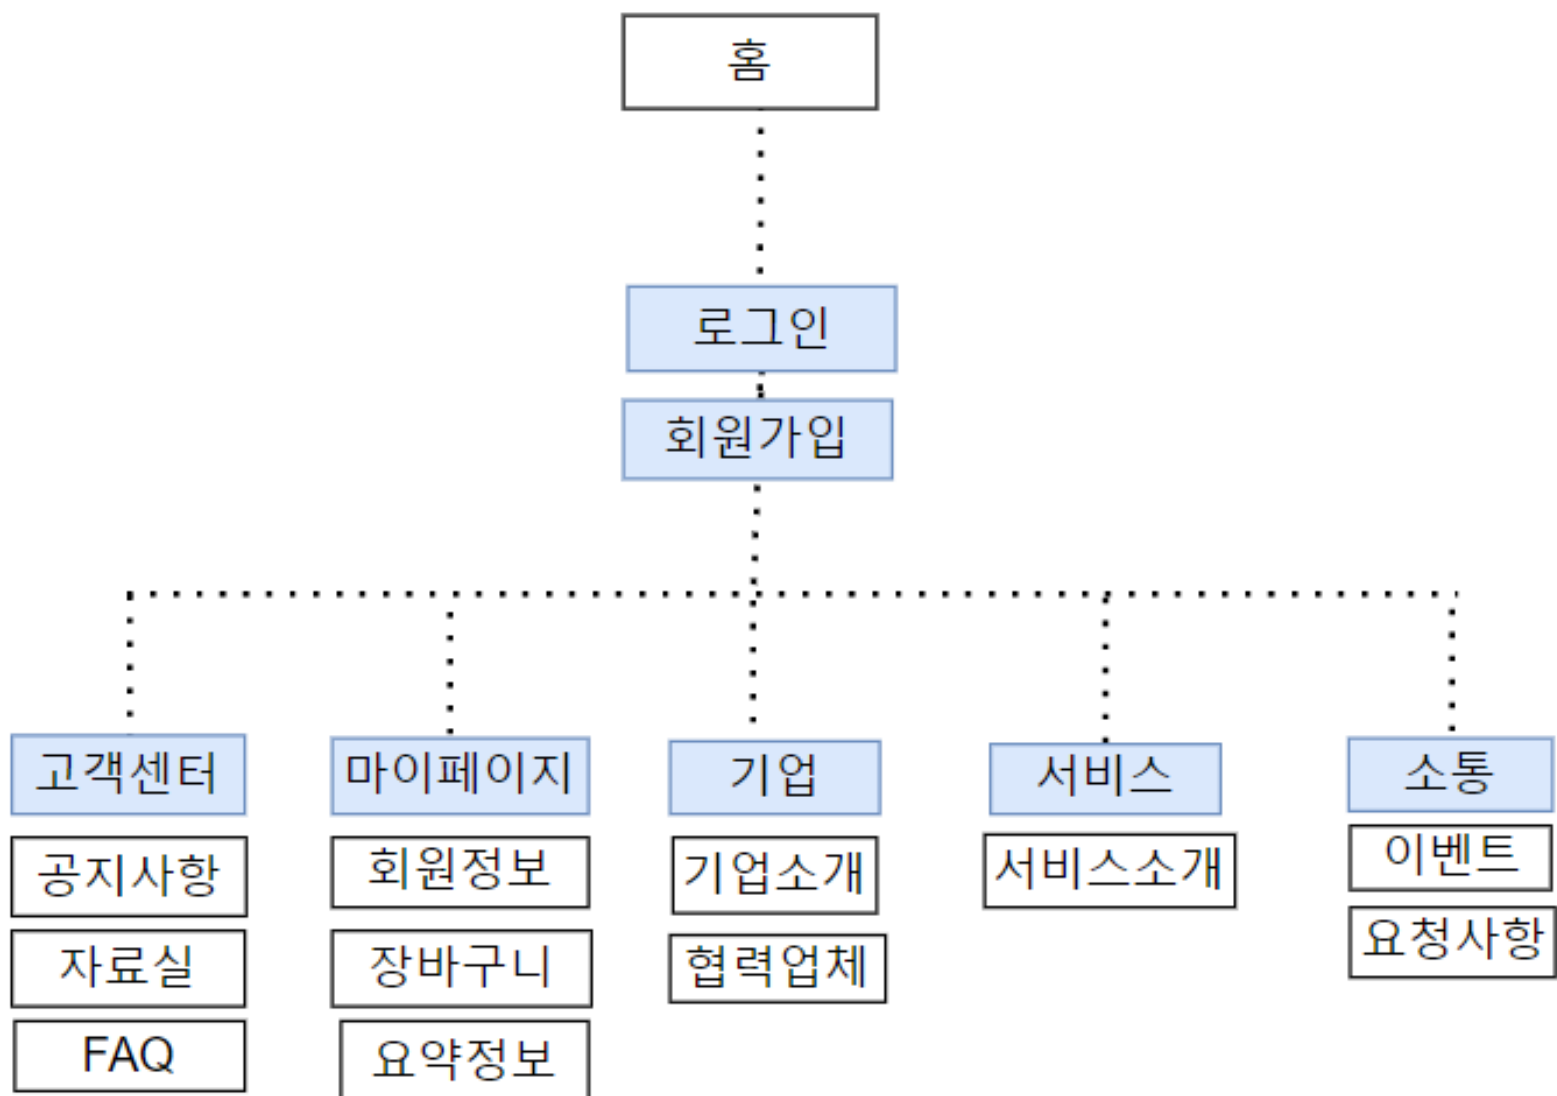 홈
로그인
회원가입
고객센터
마이페이지
기업
서비스
소통
공지사항
회원정보
기업소개
서비스소개
이벤트
자료실
장바구니
협력업체
요청사항
FAQ
요약정보